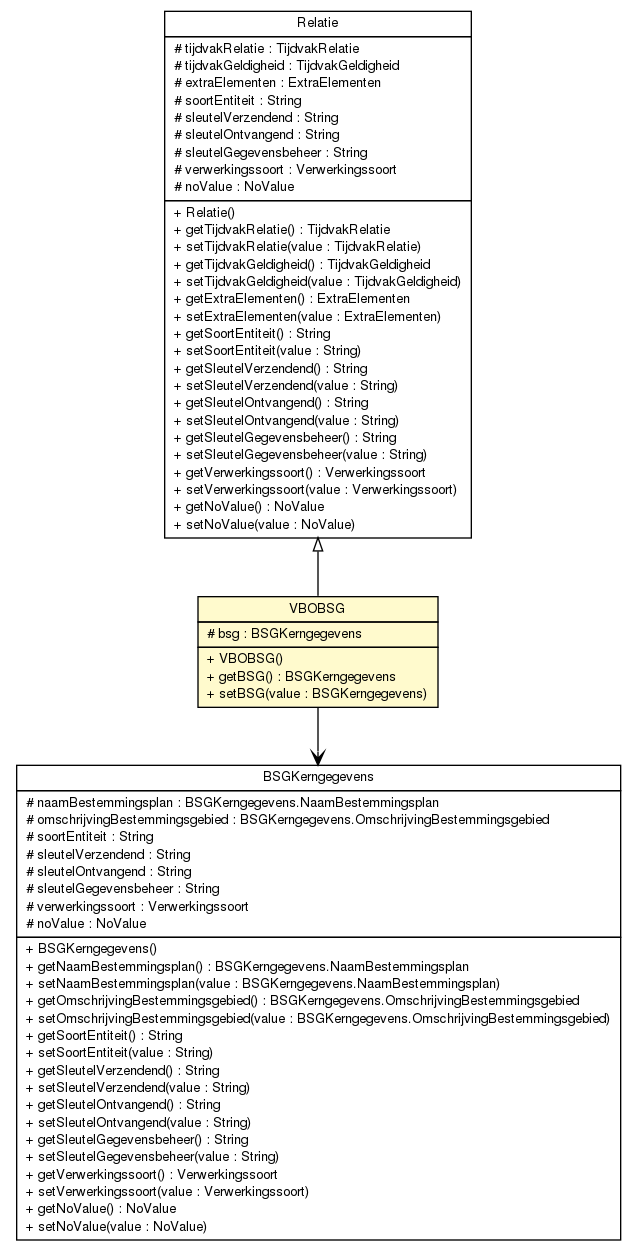 Relatie
# tijdvakRelatie : TijdvakRelatie
# tijdvakGeldigheid : TijdvakGeldigheid
# extraElementen : ExtraElementen
# soortEntiteit : String
# sleutelVerzendend : String
# sleutelOntvangend : String
# sleutelGegevensbeheer : String
# verwerkingssoort : Verwerkingssoort
# noValue : NoValue
+ Relatie()
+ getTijdvakRelatie() : TijdvakRelatie
+ setTijdvakRelatie(value : TijdvakRelatie)
+ getTijdvakGeldigheid() : TijdvakGeldigheid
+ setTijdvakGeldigheid(value : TijdvakGeldigheid)
+ getExtraElementen() : ExtraElementen
+ setExtraElementen(value : ExtraElementen)
+ getSoortEntiteit() : String
+ setSoortEntiteit(value : String)
+ getSleutelVerzendend() : String
+ setSleutelVerzendend(value : String)
+ getSleutelOntvangend() : String
+ setSleutelOntvangend(value : String)
+ getSleutelGegevensbeheer() : String
+ setSleutelGegevensbeheer(value : String)
+ getVerwerkingssoort() : Verwerkingssoort
+ setVerwerkingssoort(value : Verwerkingssoort)
+ getNoValue() : NoValue
+ setNoValue(value : NoValue)
VBOBSG
# bsg : BSGKerngegevens
+ VBOBSG()
+ getBSG() : BSGKerngegevens
+ setBSG(value : BSGKerngegevens)
BSGKerngegevens
# naamBestemmingsplan : BSGKerngegevens.NaamBestemmingsplan
# omschrijvingBestemmingsgebied : BSGKerngegevens.OmschrijvingBestemmingsgebied
# soortEntiteit : String
# sleutelVerzendend : String
# sleutelOntvangend : String
# sleutelGegevensbeheer : String
# verwerkingssoort : Verwerkingssoort
# noValue : NoValue
+ BSGKerngegevens()
+ getNaamBestemmingsplan() : BSGKerngegevens.NaamBestemmingsplan
+ setNaamBestemmingsplan(value : BSGKerngegevens.NaamBestemmingsplan)
+ getOmschrijvingBestemmingsgebied() : BSGKerngegevens.OmschrijvingBestemmingsgebied
+ setOmschrijvingBestemmingsgebied(value : BSGKerngegevens.OmschrijvingBestemmingsgebied)
+ getSoortEntiteit() : String
+ setSoortEntiteit(value : String)
+ getSleutelVerzendend() : String
+ setSleutelVerzendend(value : String)
+ getSleutelOntvangend() : String
+ setSleutelOntvangend(value : String)
+ getSleutelGegevensbeheer() : String
+ setSleutelGegevensbeheer(value : String)
+ getVerwerkingssoort() : Verwerkingssoort
+ setVerwerkingssoort(value : Verwerkingssoort)
+ getNoValue() : NoValue
+ setNoValue(value : NoValue)